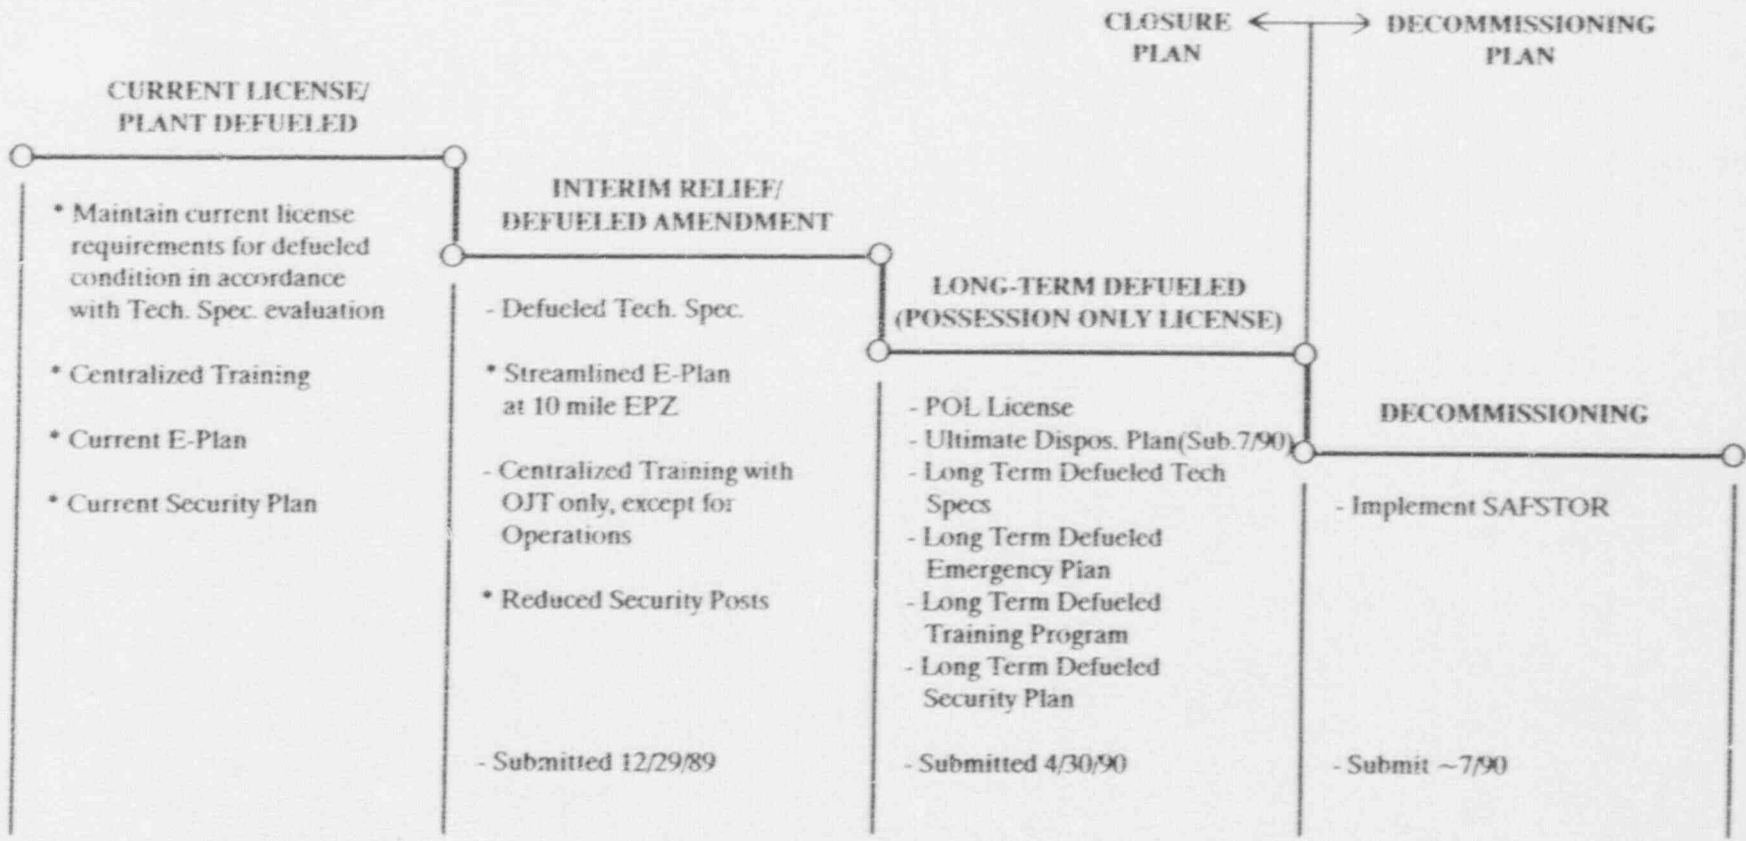 CLOSURE PLAN
DECOMMISSIONING PLAN
CURRENT LICENSE/
PLANT DEFUELED
* Maintain current license
requirements for defueled
condition in accordance
with Tech. Spec. evaluation
* Centralized Training
* Current E-Plan
* Current Security Plan
INTERIM RELIEF/
DEFUELED AMENDMENT
- Defueled Tech. Spec.
* Streamlined E-Plan
at 10 mile EPZ
- Centralized Training with
OJT only, except for
Operations
* Reduced Security Posts
- Submitted 12/29/89
LONG-TERM DEFUELED
(POSSESSION ONLY LICENSE)
- POL License
- Ultimate Dispos. Plan(Sub.7/90)
- Long Term Defueled Tech
Specs
- Long Term Defueled
Emergency Plan
- Long Term Defueled
Training Program
- Long Term Defueled
Security Plan
- Submitted 4/30/90
DECOMMISSIONING
- Implement SAFSTOR
- Submit ~7/90